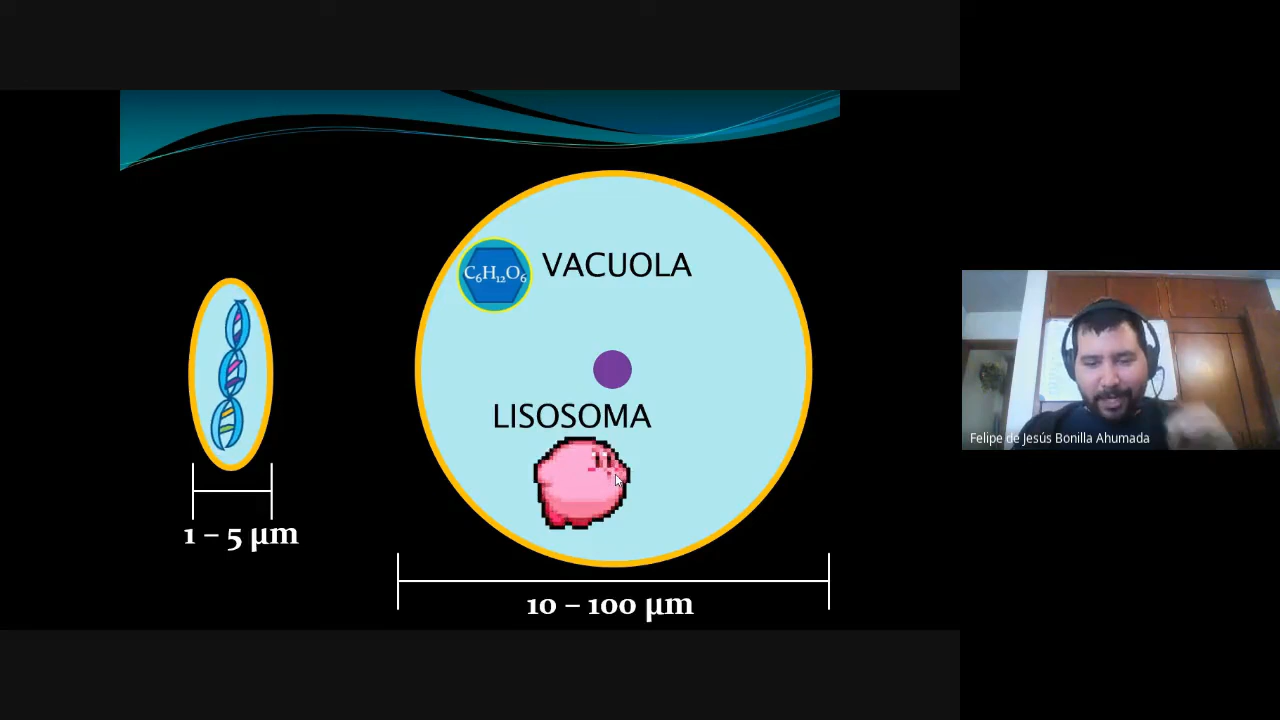 C₆H₁₂O₆
VACUOLA
LISOSOMA
1 – 5 µm
10 – 100 µm
Felipe de Jesús Bonilla Ahumada